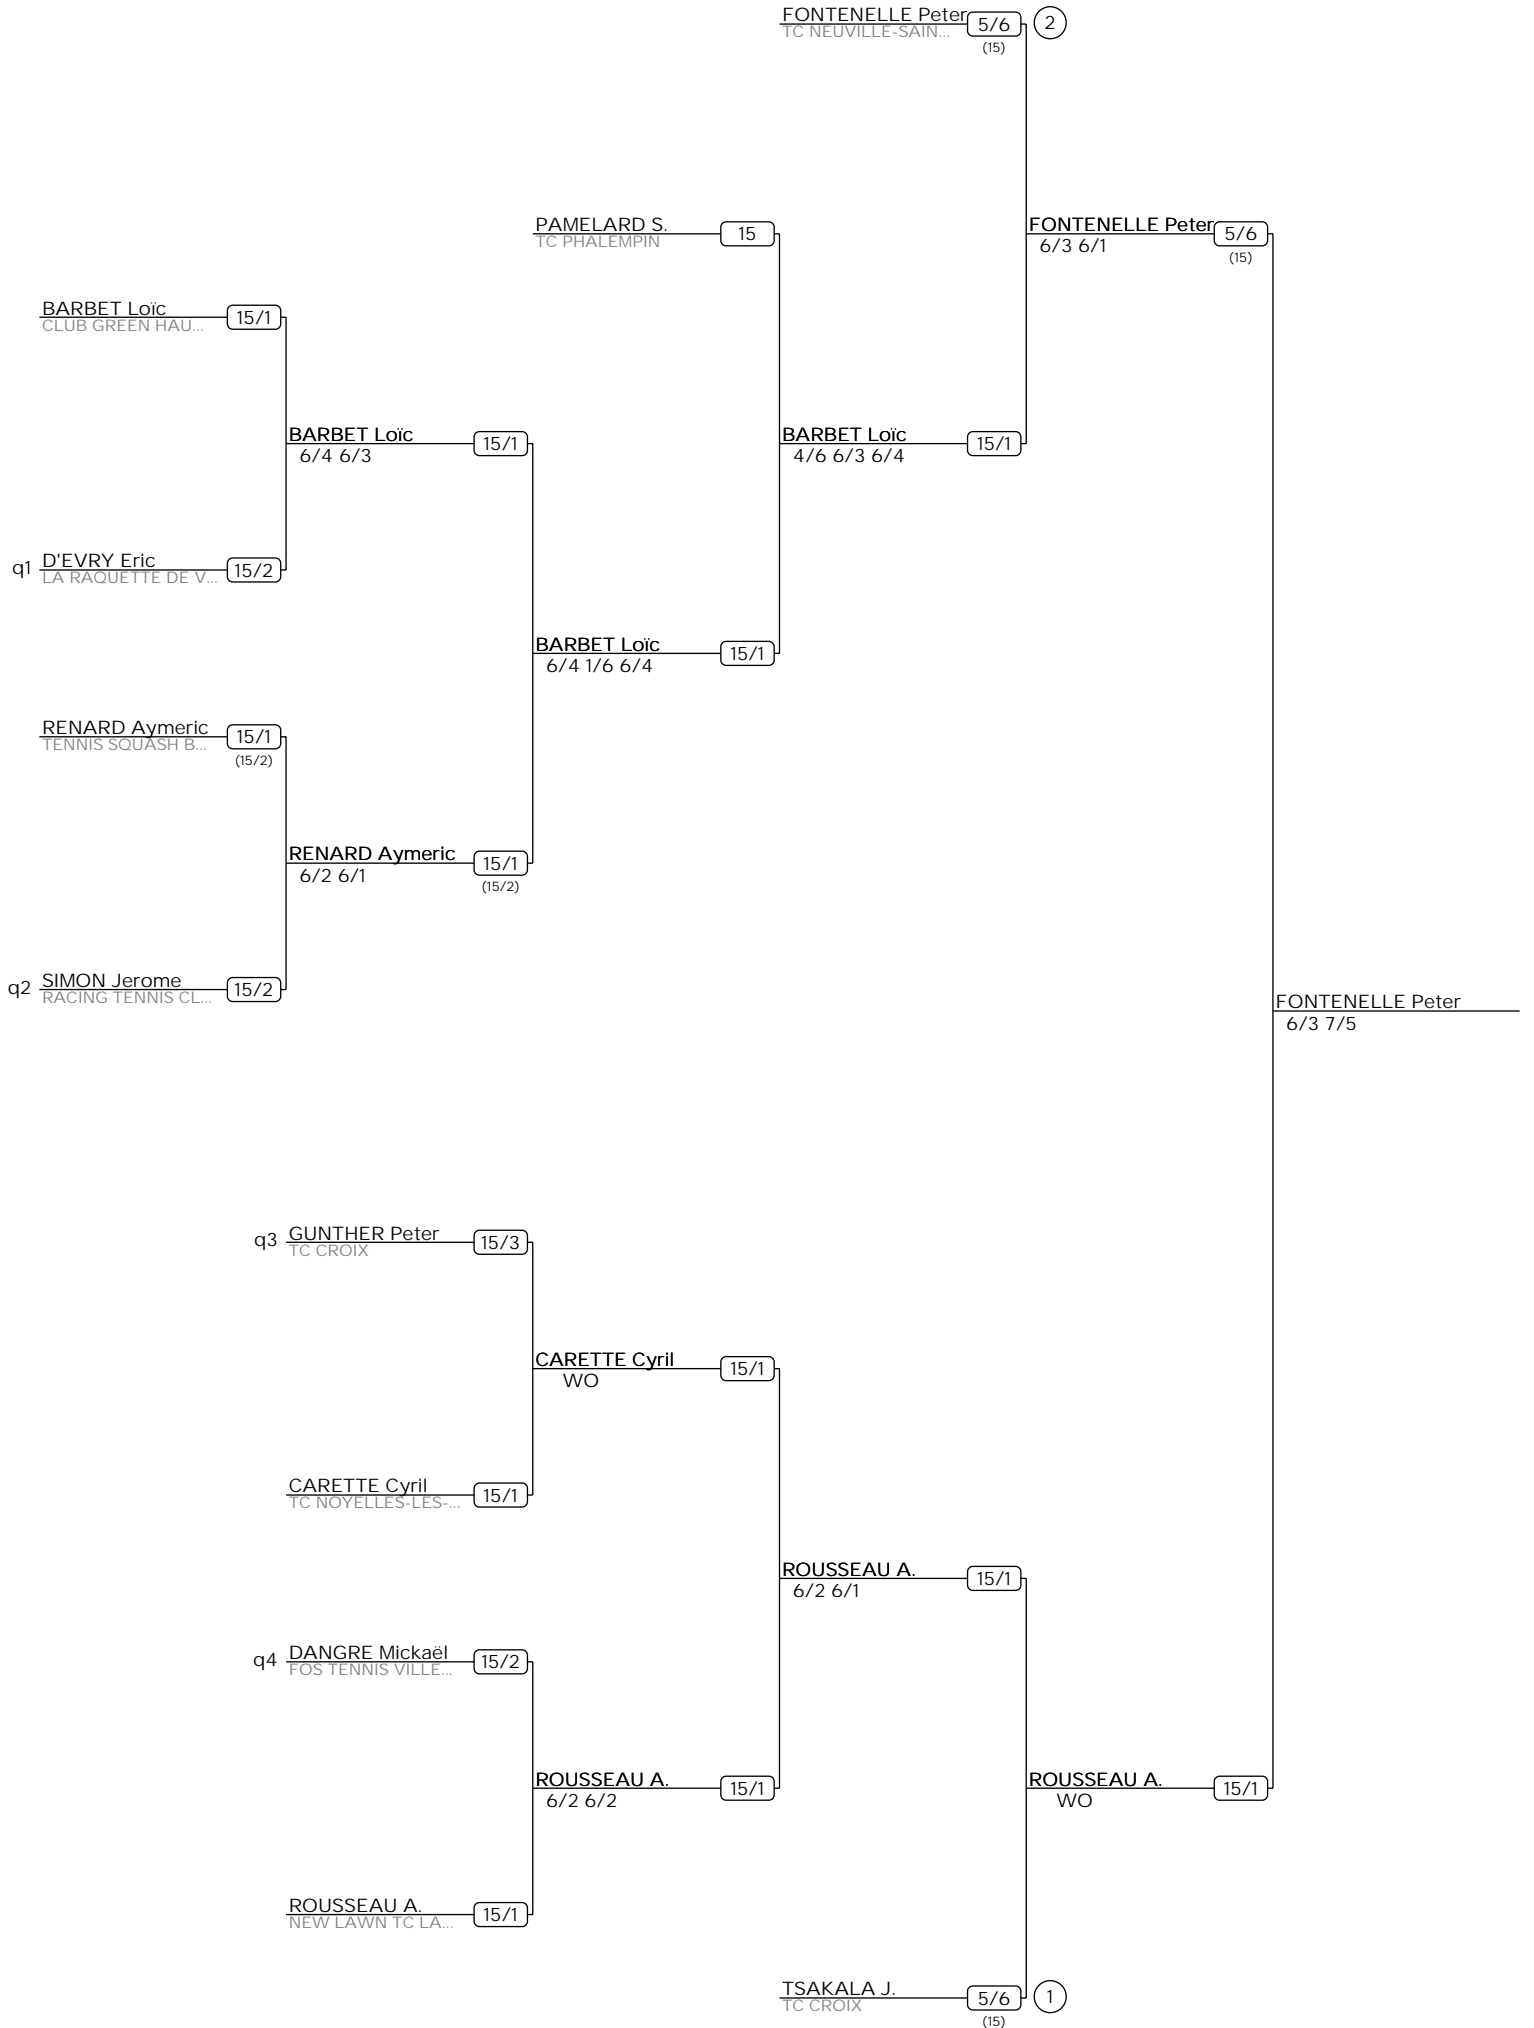 FONTENELLE Peter 5/6 2
TC NEUVILLE-SAIN...
(15)
PAMELARD S. 15
TC PHALEMPIN
FONTENELLE Peter 5/6
6/3 6/1
(15)
BARBET Loïc 15/1
CLUB GREEN HAU...
BARBET Loïc 15/1
6/4 6/3
BARBET Loïc 15/1
4/6 6/3 6/4
q1 D'EVRY Eric 15/2
LA RAQUETTE DE V...
BARBET Loïc 15/1
6/4 1/6 6/4
RENARD Aymeric 15/1
TENNIS SQUASH B...
(15/2)
RENARD Aymeric 15/1
6/2 6/1
(15/2)
q2 SIMON Jerome 15/2
RACING TENNIS CL...
FONTENELLE Peter
6/3 7/5
q3 GUNTHER Peter 15/3
TC CROIX
CARETTE Cyril 15/1
WO
CARETTE Cyril 15/1
TC NOYELLES-LES-...
ROUSSEAU A. 15/1
6/2 6/1
q4 DANGRE Mickaël 15/2
FOS TENNIS VILLE...
ROUSSEAU A. 15/1
6/2 6/2
ROUSSEAU A. 15/1
WO
ROUSSEAU A. 15/1
NEW LAWN TC LA...
TSAKALA J. 5/6 1
TC CROIX
(15)